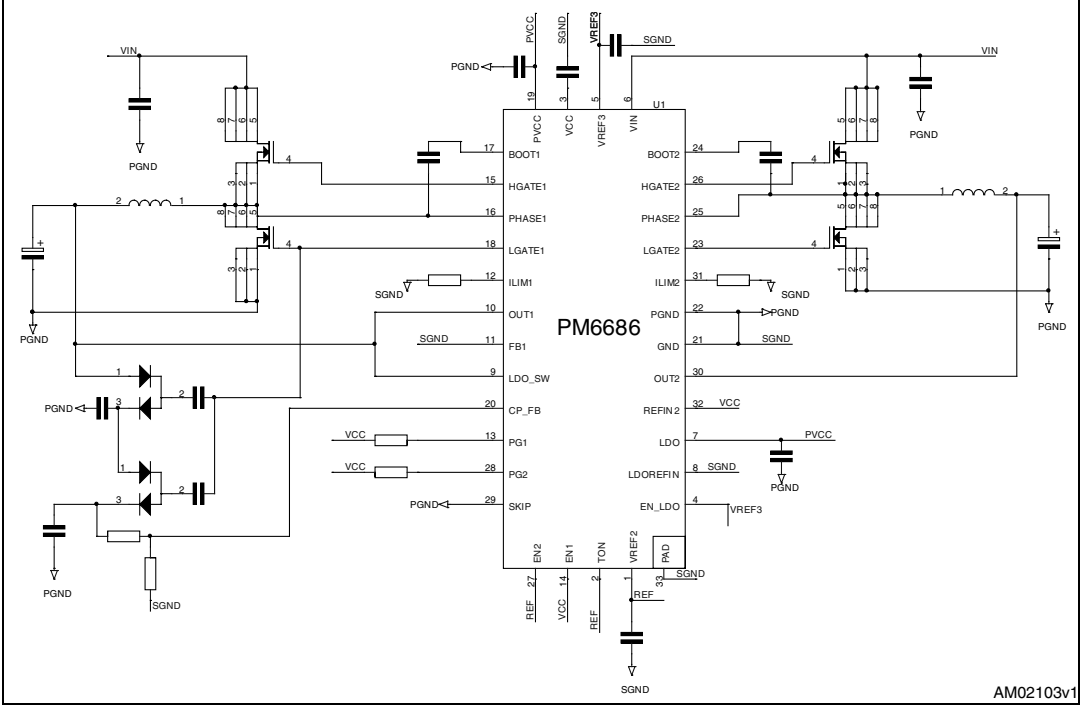 PVCC
SGND
VREF3
SGND
VIN
VIN
PGND
19
3
5
6
U1
PVCC
VCC
VREF3
VIN
8 7 6 5
5 6 7 8
PGND
PGND
4
17 BOOT1
BOOT2 24
4
3 2 1
1 2 3
15 HGATE1
HGATE2 26
2 1
8 7 6 5
16 PHASE1
PHASE2 25
5 6 7 8
1 2
+
4
18 LGATE1
LGATE2 23
4
+
3 2 1
1 2 3
SGND
12 ILIM1
ILIM2 31
SGND
PGND
10 OUT1
PGND 22
PGND
PGND
PM6686
SGND
11 FB1
GND 21
SGND
1
9 LDO_SW
OUT2 30
2
PGND
3
20 CP_FB
REFIN2 32
VCC
VCC
13 PG1
LDO 7
PVCC
1
VCC
28 PG2
LDOREFIN 8
SGND
PGND
2
3
PGND
29 SKIP
EN_LDO 4
VREF3
EN2
EN1
TON
VREF2
PAD
27
14
2
1
33
SGND
PGND
SGND
REF
VCC
REF
REF
SGND
AM02103v1